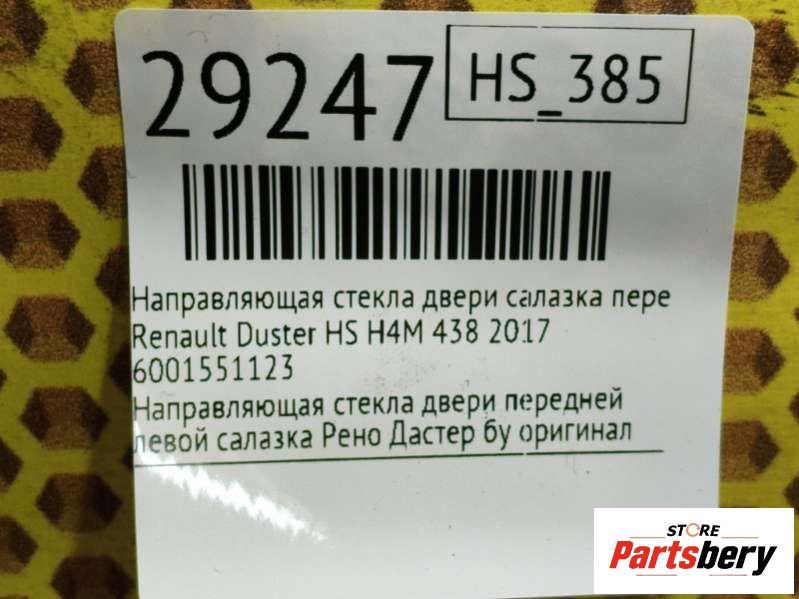 29247
HS_385
Направляющая стекла двери салазка пере
Renault Duster HS H4M 438 2017
6001551123
Направляющая стекла двери передней
левой салазка Рено Дастер бу оригинал
STORE
Partsbery